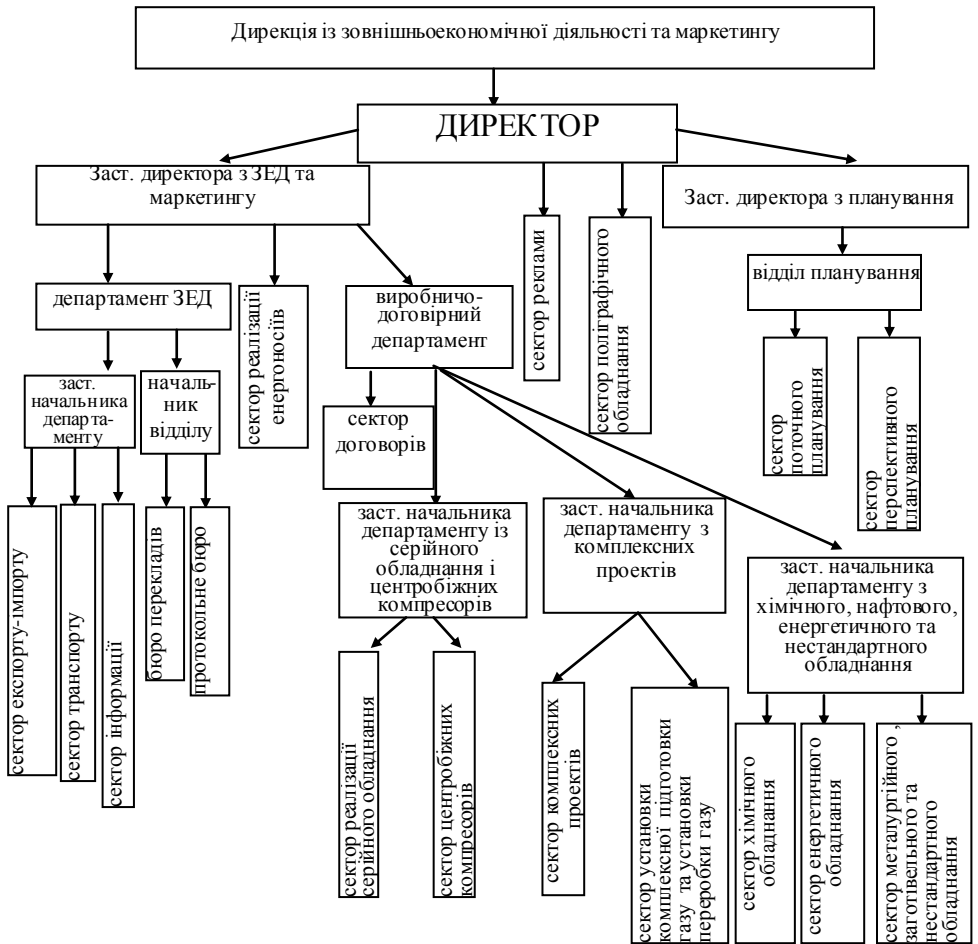 Дирекція із зовнішньоекономічної діяльності та маркетингу
ДИРЕКТОР
Заст. директора з ЗЕД та
маркетингу
Заст. директора з планування
сектор реклами
сектор поліграфічного
обладнання
відділ планування
департамент ЗЕД
сектор реалізації
енергоносіїв
виробничо-
договірний
департамент
сектор
поточного
планування
сектор
перспективного
планування
заст.
начальника
департа-
менту
началь-
ник
відділу
сектор
договорів
сектор експорту-імпорту
сектор транспорту
сектор інформації
бюро перекладів
протокольне бюро
заст. начальника
департаменту із
серійного
обладнання і
центробіжних
компресорів
заст. начальника
департаменту з
комплексних
проектів
заст. начальника
департаменту з
хімічного, нафтового,
енергетичного та
нестандартного
обладнання
сектор реалізації
серійного обладнання
сектор центробіжних
компресорів
сектор комплексних
проектів
сектор установки
комплексної підготовки
газу та установки
переробки газу
сектор хімічного
обладнання
сектор енергетичного
обладнання
сектор металургійного,
заготівельного та
нестандартного
обладнання